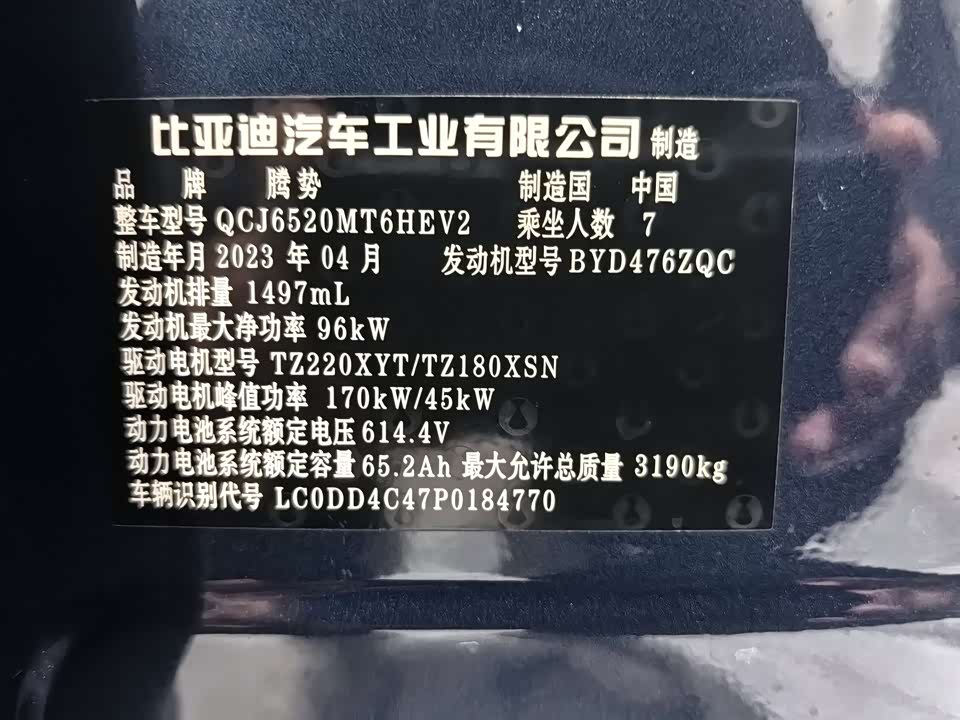 比亚迪汽车工业有限公司 制造
品 牌 腾势 制造国 中国
整车型号 QCJ6520MT6HEV2 乘坐人数 7
制造年月 2023 年 04 月 发动机型号 BYD476ZQC
发动机排量 1497mL
发动机最大净功率 96kW
驱动电机型号 TZ220XYT/TZ180XSN
驱动电机峰值功率 170kW/45kW
动力电池系统额定电压 614.4V
动力电池系统额定容量 65.2Ah 最大允许总质量 3190kg
车辆识别代号 LC0DD4C47P0184770